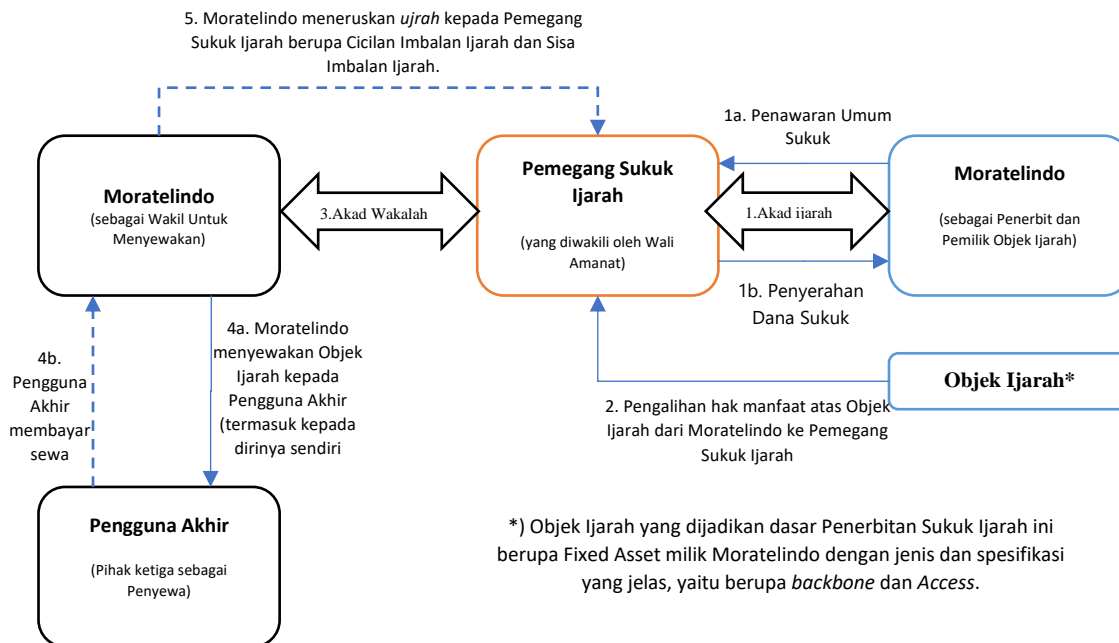 5. Moratelindo meneruskan ujrah kepada Pemegang
Sukuk Ijarah berupa Cicilan Imbalan Ijarah dan Sisa
Imbalan Ijarah.
1a. Penawaran Umum
Sukuk
Moratelindo
(sebagai Wakil Untuk
Menyewakan)
3.Akad Wakalah
Pemegang Sukuk
Ijarah
(yang diwakili oleh Wali
Amanat)
1.Akad ijarah
Moratelindo
(sebagai Penerbit dan
Pemilik Objek Ijarah)
1b. Penyerahan
Dana Sukuk
4b.
Pengguna
Akhir
membayar
sewa
4a. Moratelindo
menyewakan Objek
Ijarah kepada
Pengguna Akhir
(termasuk kepada
dirinya sendiri
Objek Ijarah*
2. Pengalihan hak manfaat atas Objek
Ijarah dari Moratelindo ke Pemegang
Sukuk Ijarah
Pengguna Akhir
(Pihak ketiga sebagai
Penyewa)
*) Objek Ijarah yang dijadikan dasar Penerbitan Sukuk Ijarah ini
berupa Fixed Asset milik Moratelindo dengan jenis dan spesifikasi
yang jelas, yaitu berupa backbone dan Access.